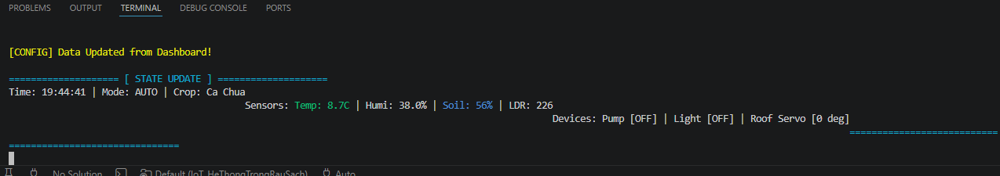 PROBLEMS OUTPUT TERMINAL DEBUG CONSOLE PORTS
[CONFIG] Data Updated from Dashboard!
==================== [ STATE UPDATE ] ====================
Time: 19:44:41 | Mode: AUTO | Crop: Ca Chua
Sensors: Temp: 8.7C | Humi: 38.0% | Soil: 56% | LDR: 226
Devices: Pump [OFF] | Light [OFF] | Roof Servo [0 deg]
===========================
===============================
No Solution Default (IoT_HeThongTrongRauSach) Auto